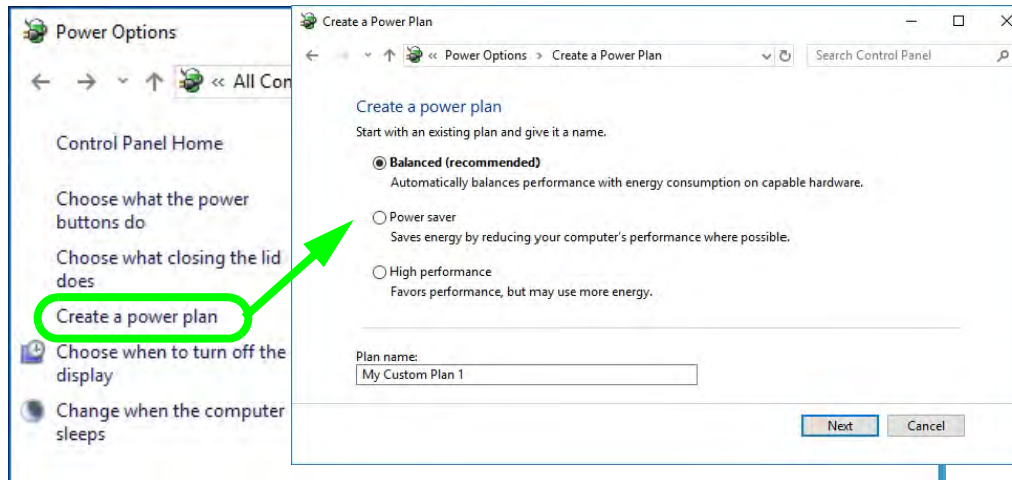 Power Options
« All Con
Control Panel Home
Choose what the power
buttons do
Choose what closing the lid
does
Create a power plan
Choose when to turn off the
display
Change when the computer
sleeps
Create a Power Plan
« Power Options > Create a Power Plan
Search Control Panel
Create a power plan
Start with an existing plan and give it a name.
Balanced (recommended)
Automatically balances performance with energy consumption on capable hardware.
Power saver
Saves energy by reducing your computer's performance where possible.
High performance
Favors performance, but may use more energy.
Plan name:
My Custom Plan 1
Next Cancel